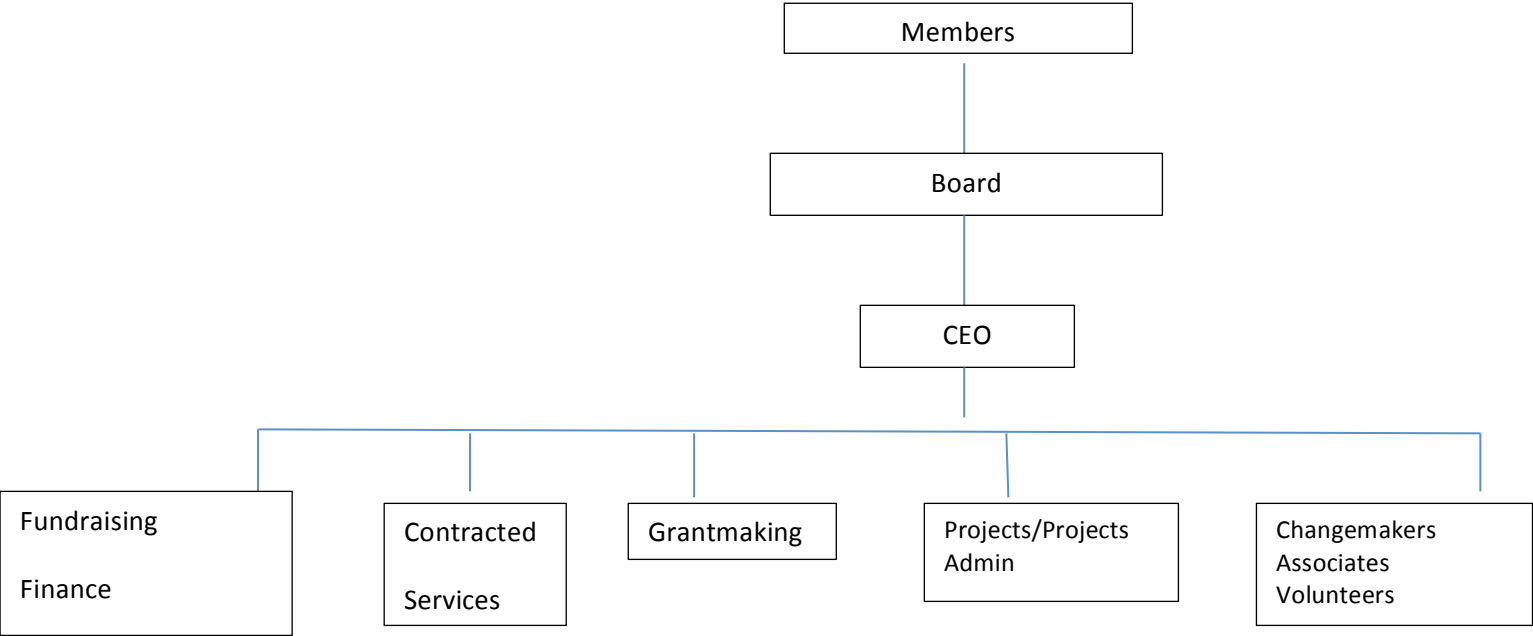 Members
Board
CEO
Fundraising
Finance
Contracted
Services
Grantmaking
Projects/Projects
Admin
Changemakers
Associates
Volunteers